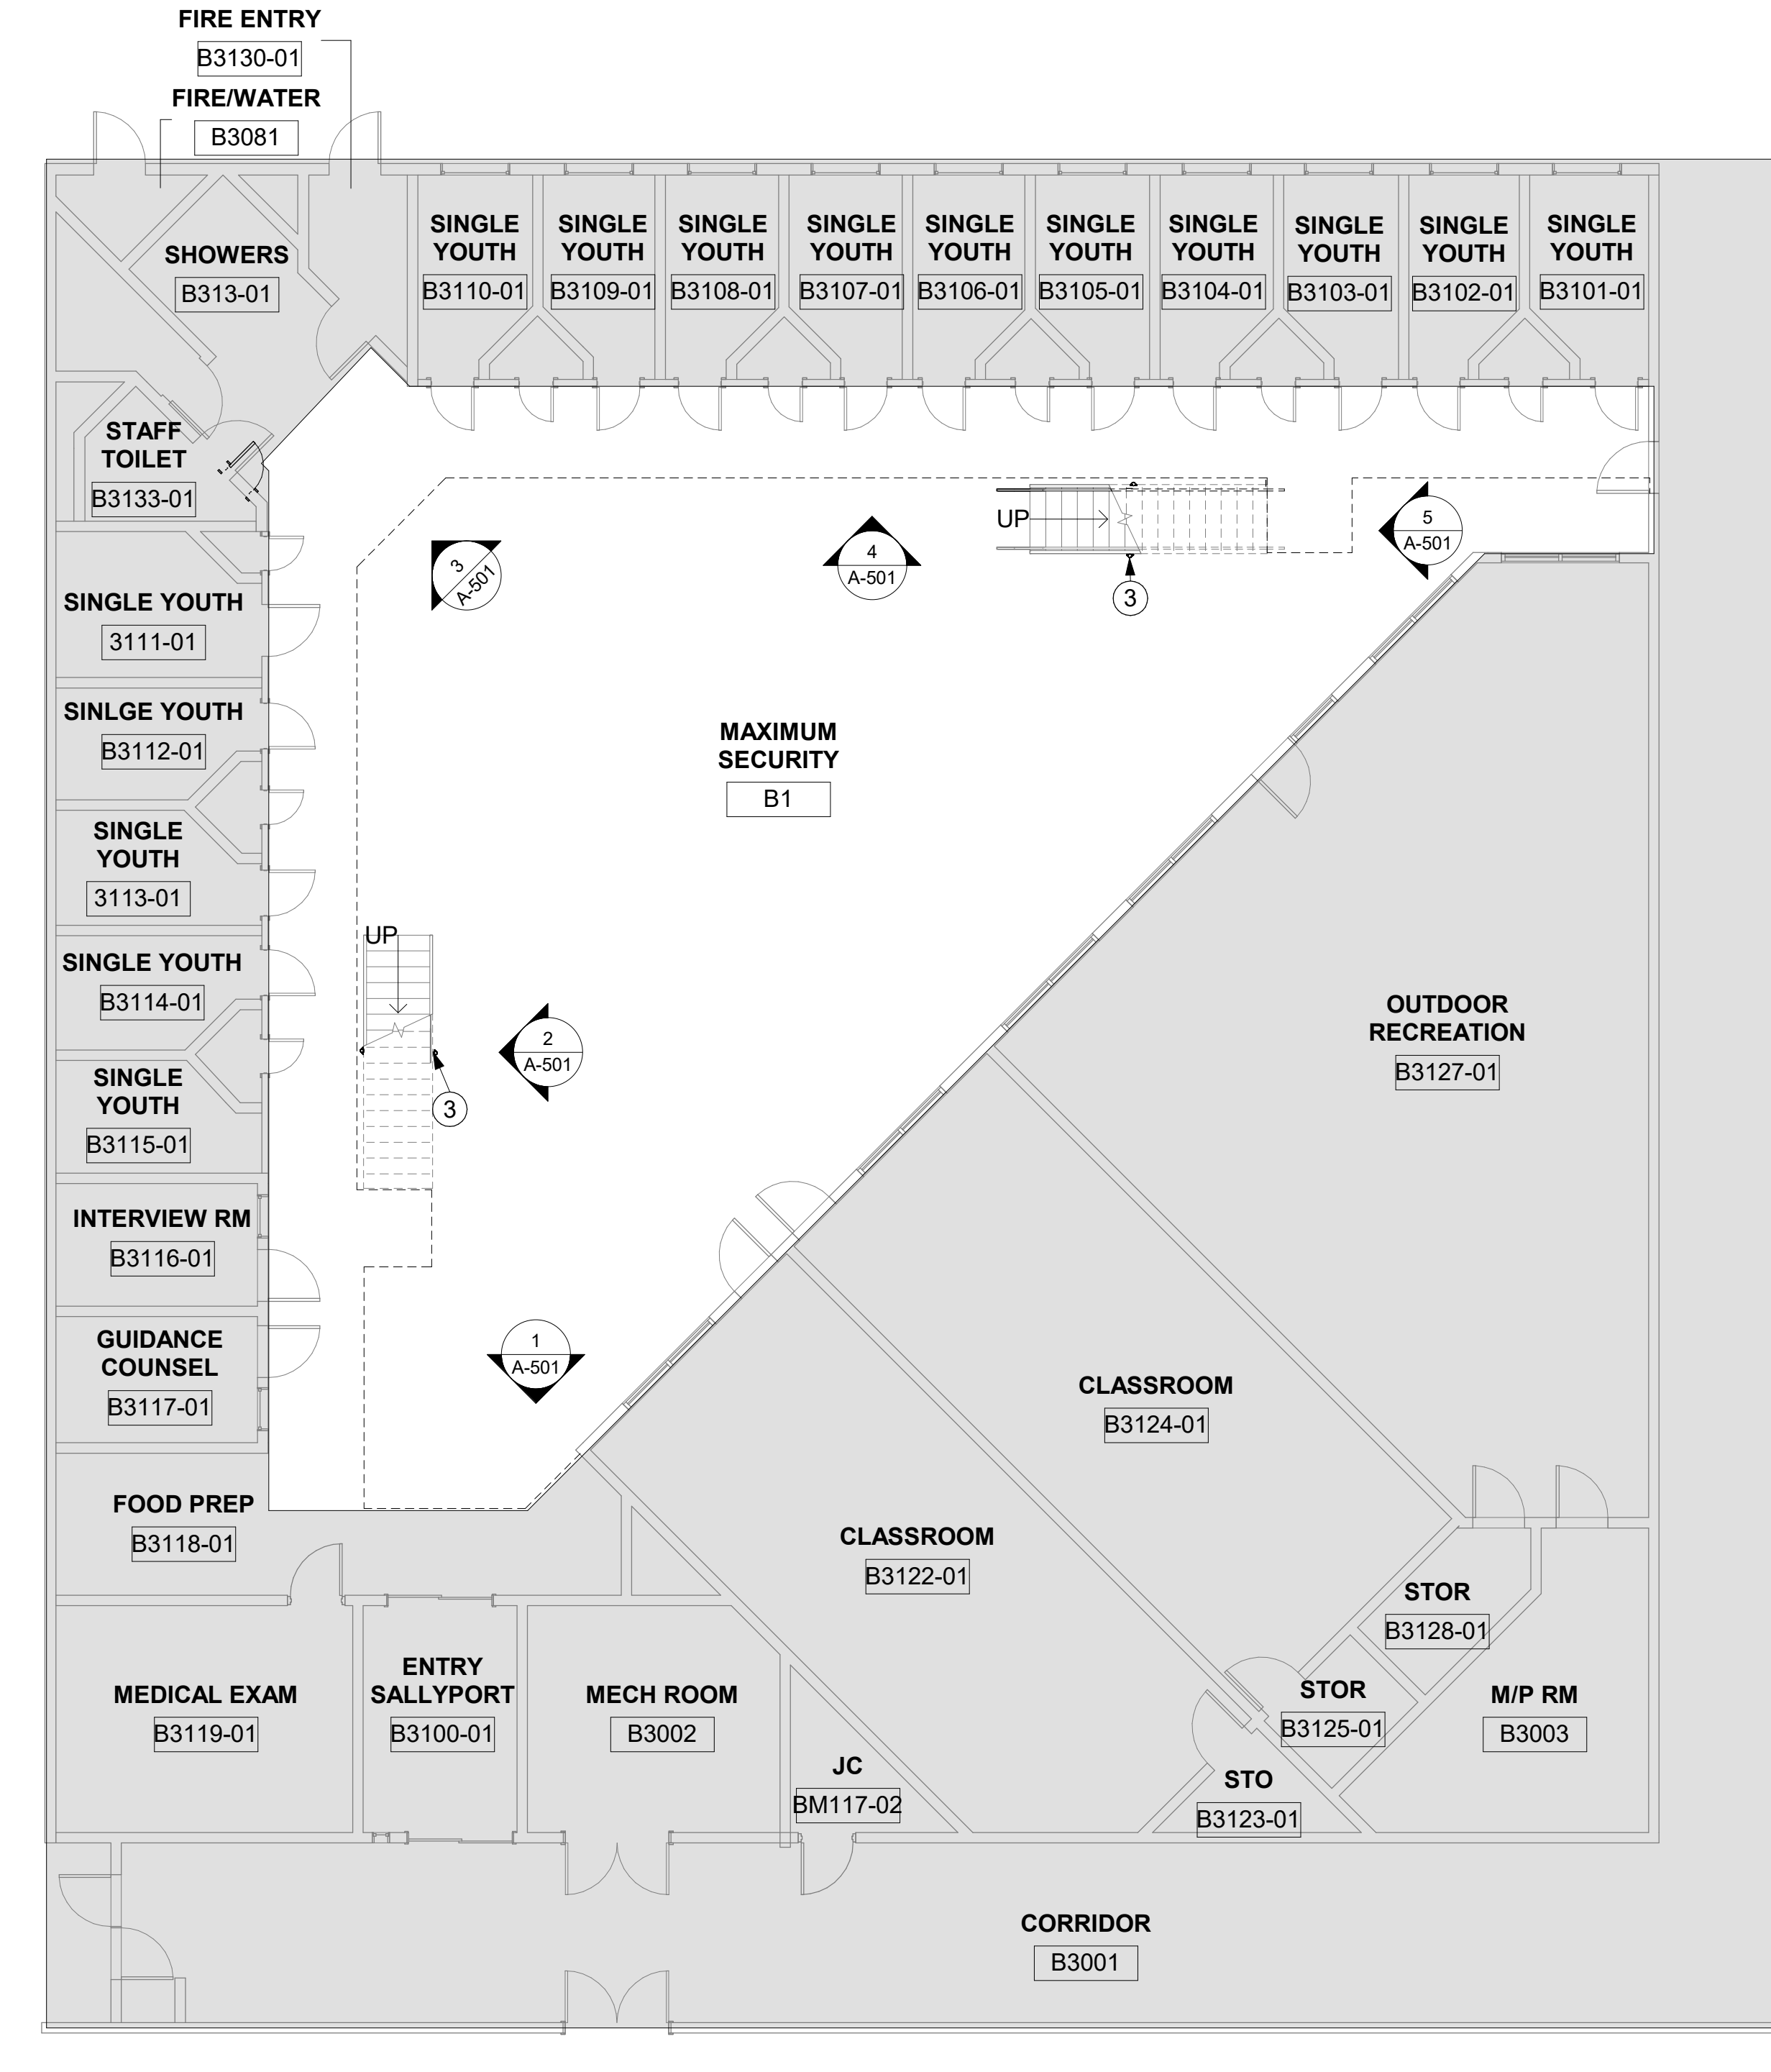 FIRE ENTRY
B3130-01
FIRE/WATER
B3081
SHOWERS
B313-01
SINGLE
YOUTH
B3110-01
SINGLE
YOUTH
B3109-01
SINGLE
YOUTH
B3108-01
SINGLE
YOUTH
B3107-01
SINGLE
YOUTH
B3106-01
SINGLE
YOUTH
B3105-01
SINGLE
YOUTH
B3104-01
SINGLE
YOUTH
B3103-01
SINGLE
YOUTH
B3102-01
SINGLE
YOUTH
B3101-01
STAFF
TOILET
B3133-01
UP
3
A-501
4
A-501
5
A-501
3
SINGLE YOUTH
3111-01
SINLGE YOUTH
B3112-01
MAXIMUM
SECURITY
B1
SINGLE
YOUTH
3113-01
UP
SINGLE YOUTH
B3114-01
2
A-501
3
OUTDOOR
RECREATION
B3127-01
SINGLE
YOUTH
B3115-01
INTERVIEW RM
B3116-01
GUIDANCE
COUNSEL
B3117-01
1
A-501
CLASSROOM
B3124-01
FOOD PREP
B3118-01
CLASSROOM
B3122-01
STOR
B3128-01
MEDICAL EXAM
B3119-01
ENTRY
SALLYPORT
B3100-01
MECH ROOM
B3002
STOR
B3125-01
M/P RM
B3003
JC
BM117-02
STO
B3123-01
CORRIDOR
B3001